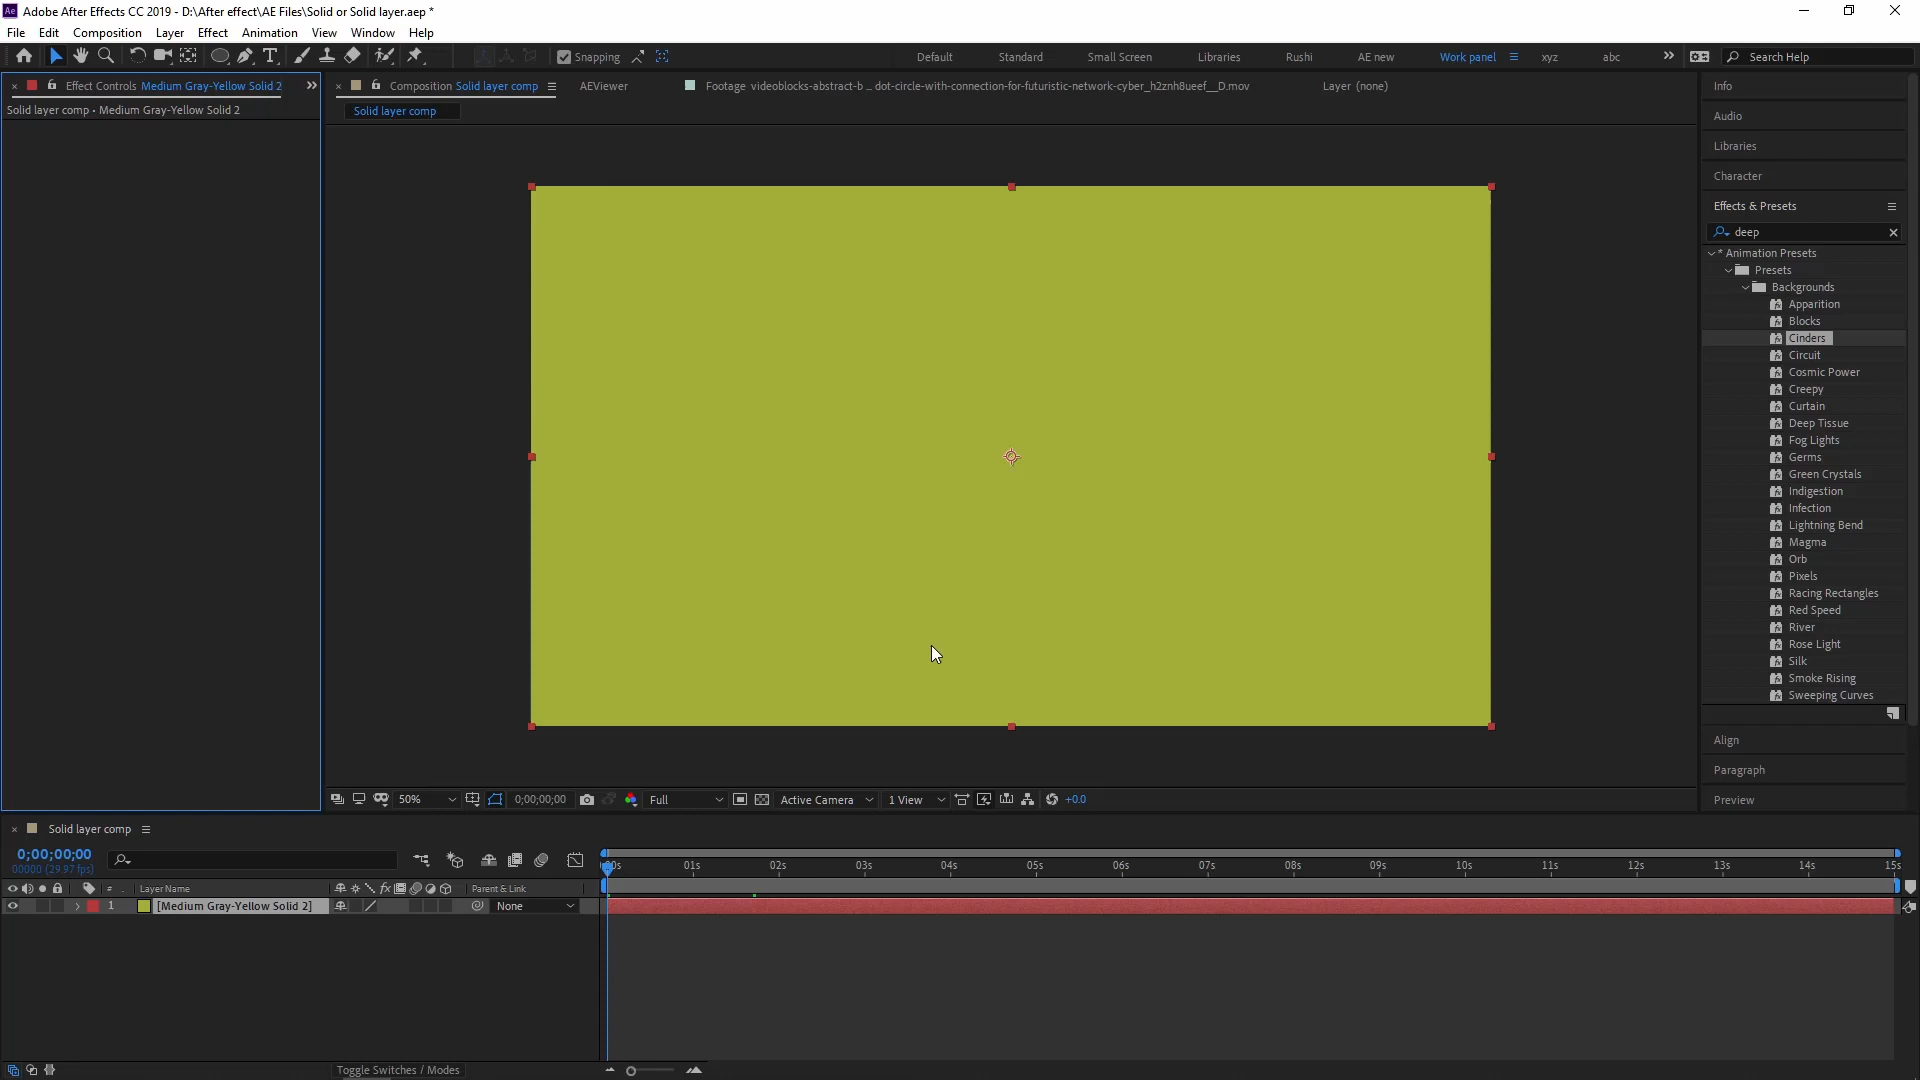 Ae Adobe After Effects CC 2019 - D:\After effect\AE Files\Solid or Solid layer.aep *
File Edit Composition Layer Effect Animation View Window Help
Snapping Default Standard Small Screen Libraries Rushi AE new Work panel xyz abc Search Help
Effect Controls Medium Gray-Yellow Solid 2
Solid layer comp • Medium Gray-Yellow Solid 2
Composition Solid layer comp AEViewer Footage videoblocks-abstract-b ... dot-circle-with-connection-for-futuristic-network-cyber_h2znh8ueef__D.mov Layer (none)
Solid layer comp
Info
Audio
Libraries
Character
Effects & Presets
deep
* Animation Presets
Presets
Backgrounds
Apparition
Blocks
Cinders
Circuit
Cosmic Power
Creepy
Curtain
Deep Tissue
Fog Lights
Germs
Green Crystals
Indigestion
Infection
Lightning Bend
Magma
Orb
Pixels
Racing Rectangles
Red Speed
River
Rose Light
Silk
Smoke Rising
Sweeping Curves
Align
Paragraph
Preview
50% 0;00;00;00 Full Active Camera 1 View +0.0
Solid layer comp
0;00;00;00
00000 (29.97 fps)
00s 01s 02s 03s 04s 05s 06s 07s 08s 09s 10s 11s 12s 13s 14s 15s
# . Layer Name fx Parent & Link
1 [Medium Gray-Yellow Solid 2] None
Toggle Switches / Modes